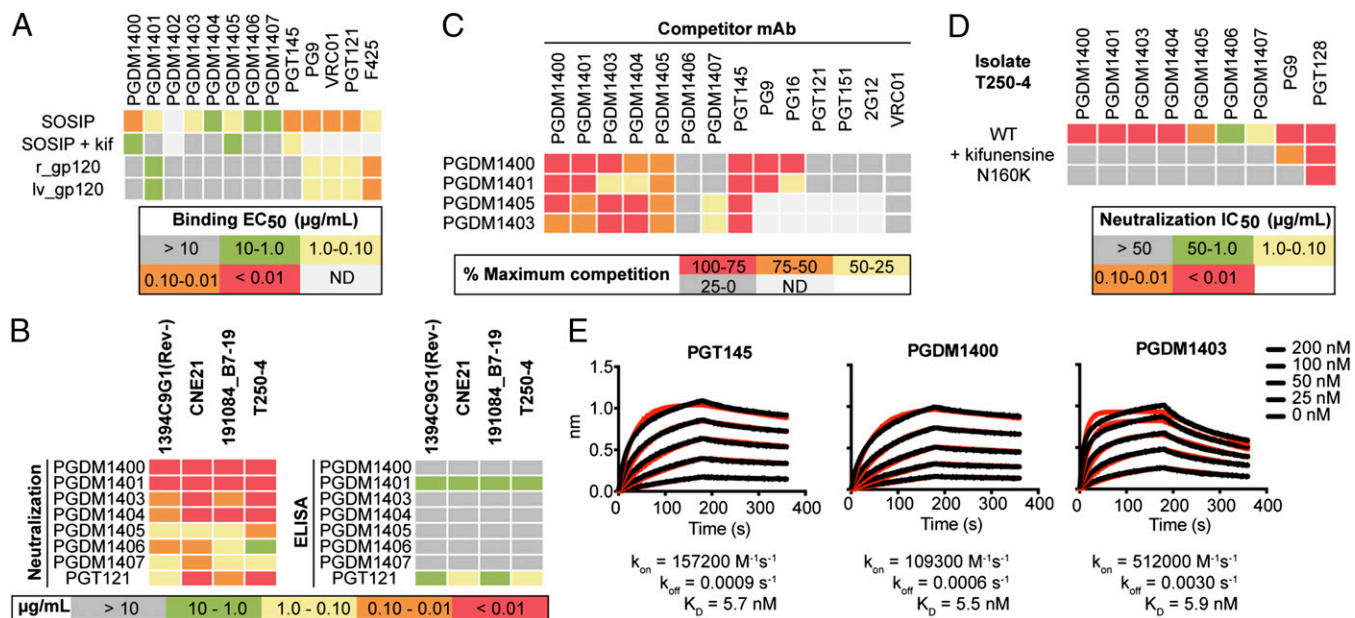 A
PGDM1400
PGDM1401
PGDM1402
PGDM1403
PGDM1404
PGDM1405
PGDM1406
PGDM1407
PGT145
PG9
VRC01
PGT121
F425
SOSIP
SOSIP + kif
r_gp120
lv_gp120
Binding EC50 (µg/mL)
> 10 10-1.0 1.0-0.10
0.10-0.01 < 0.01 ND
C
Competitor mAb
PGDM1400
PGDM1401
PGDM1403
PGDM1404
PGDM1405
PGDM1406
PGDM1407
PGT145
PG9
PG16
PGT121
PGT151
2G12
VRC01
PGDM1400
PGDM1401
PGDM1405
PGDM1403
% Maximum competition 100-75 75-50 50-25
25-0 ND
D
Isolate
T250-4
PGDM1400
PGDM1401
PGDM1403
PGDM1404
PGDM1405
PGDM1406
PGDM1407
PG9
PGT128
WT
+ kifunensine
N160K
Neutralization IC50 (µg/mL)
> 50 50-1.0 1.0-0.10
0.10-0.01 < 0.01
B
1394C9G1(Rev-)
CNE21
191084_B7-19
T250-4
Neutralization
PGDM1400
PGDM1401
PGDM1403
PGDM1404
PGDM1405
PGDM1406
PGDM1407
PGT121
1394C9G1(Rev-)
CNE21
191084_B7-19
T250-4
ELISA
PGDM1400
PGDM1401
PGDM1403
PGDM1404
PGDM1405
PGDM1406
PGDM1407
PGT121
µg/mL > 10 10 - 1.0 1.0 - 0.10 0.10 - 0.01 < 0.01
E
PGT145
nm
1.5
1.0
0.5
0.0
0 100 200 300 400
Time (s)
kon = 157200 M-1s-1
koff = 0.0009 s-1
KD = 5.7 nM
PGDM1400
0 100 200 300 400
Time (s)
kon = 109300 M-1s-1
koff = 0.0006 s-1
KD = 5.5 nM
PGDM1403
0 100 200 300 400
Time (s)
kon = 512000 M-1s-1
koff = 0.0030 s-1
KD = 5.9 nM
200 nM
100 nM
50 nM
25 nM
0 nM